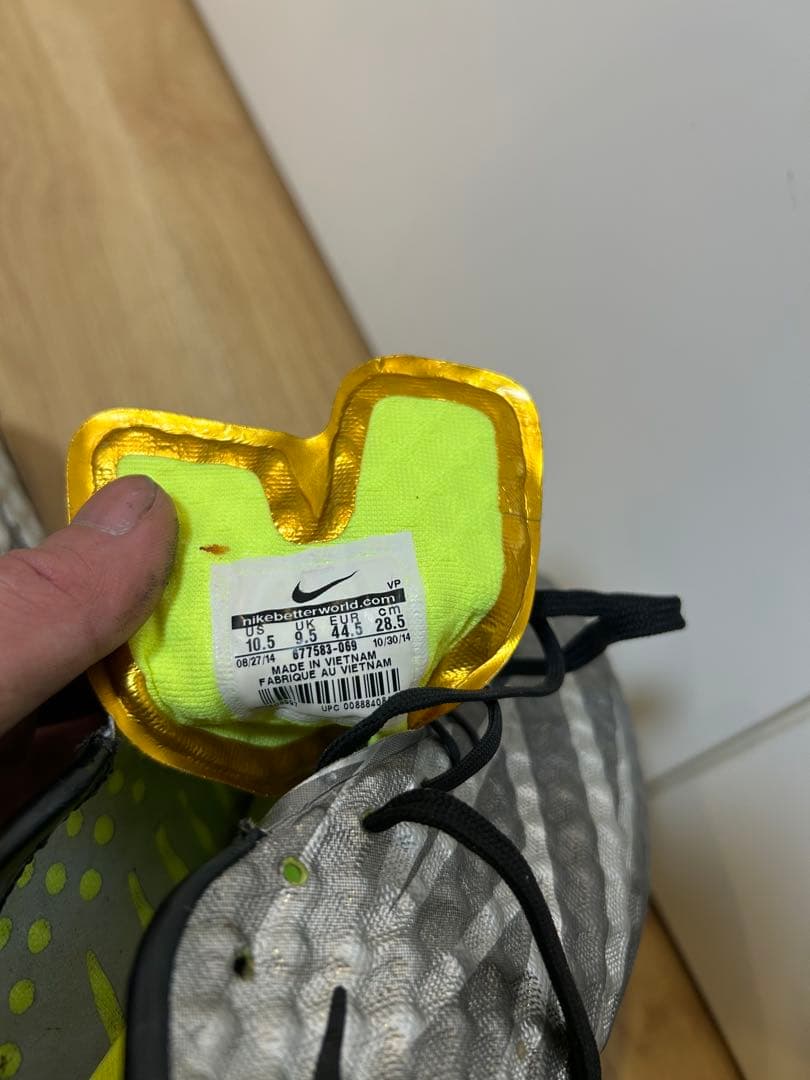 VP
nikebetterworld.com
US UK EUR cm
10.5 9.5 44.5 28.5
08/27/14 677583-069 10/30/14
MADE IN VIETNAM
FABRIQUE AU VIETNAM
UPC